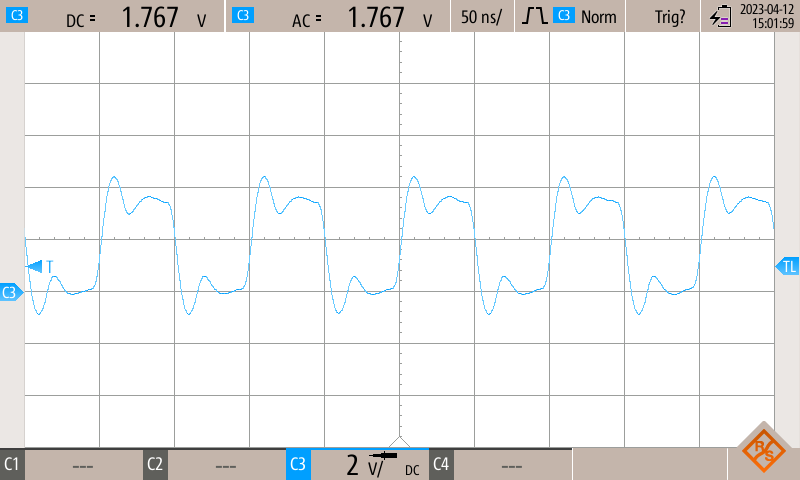 C3 DC = 1.767 V C3 AC = 1.767 V 50 ns/ C3 Norm Trig? 2023-04-12
15:01:59
T
TL
C3
C1 --- C2 --- C3 2 V/ DC C4 ---
R S